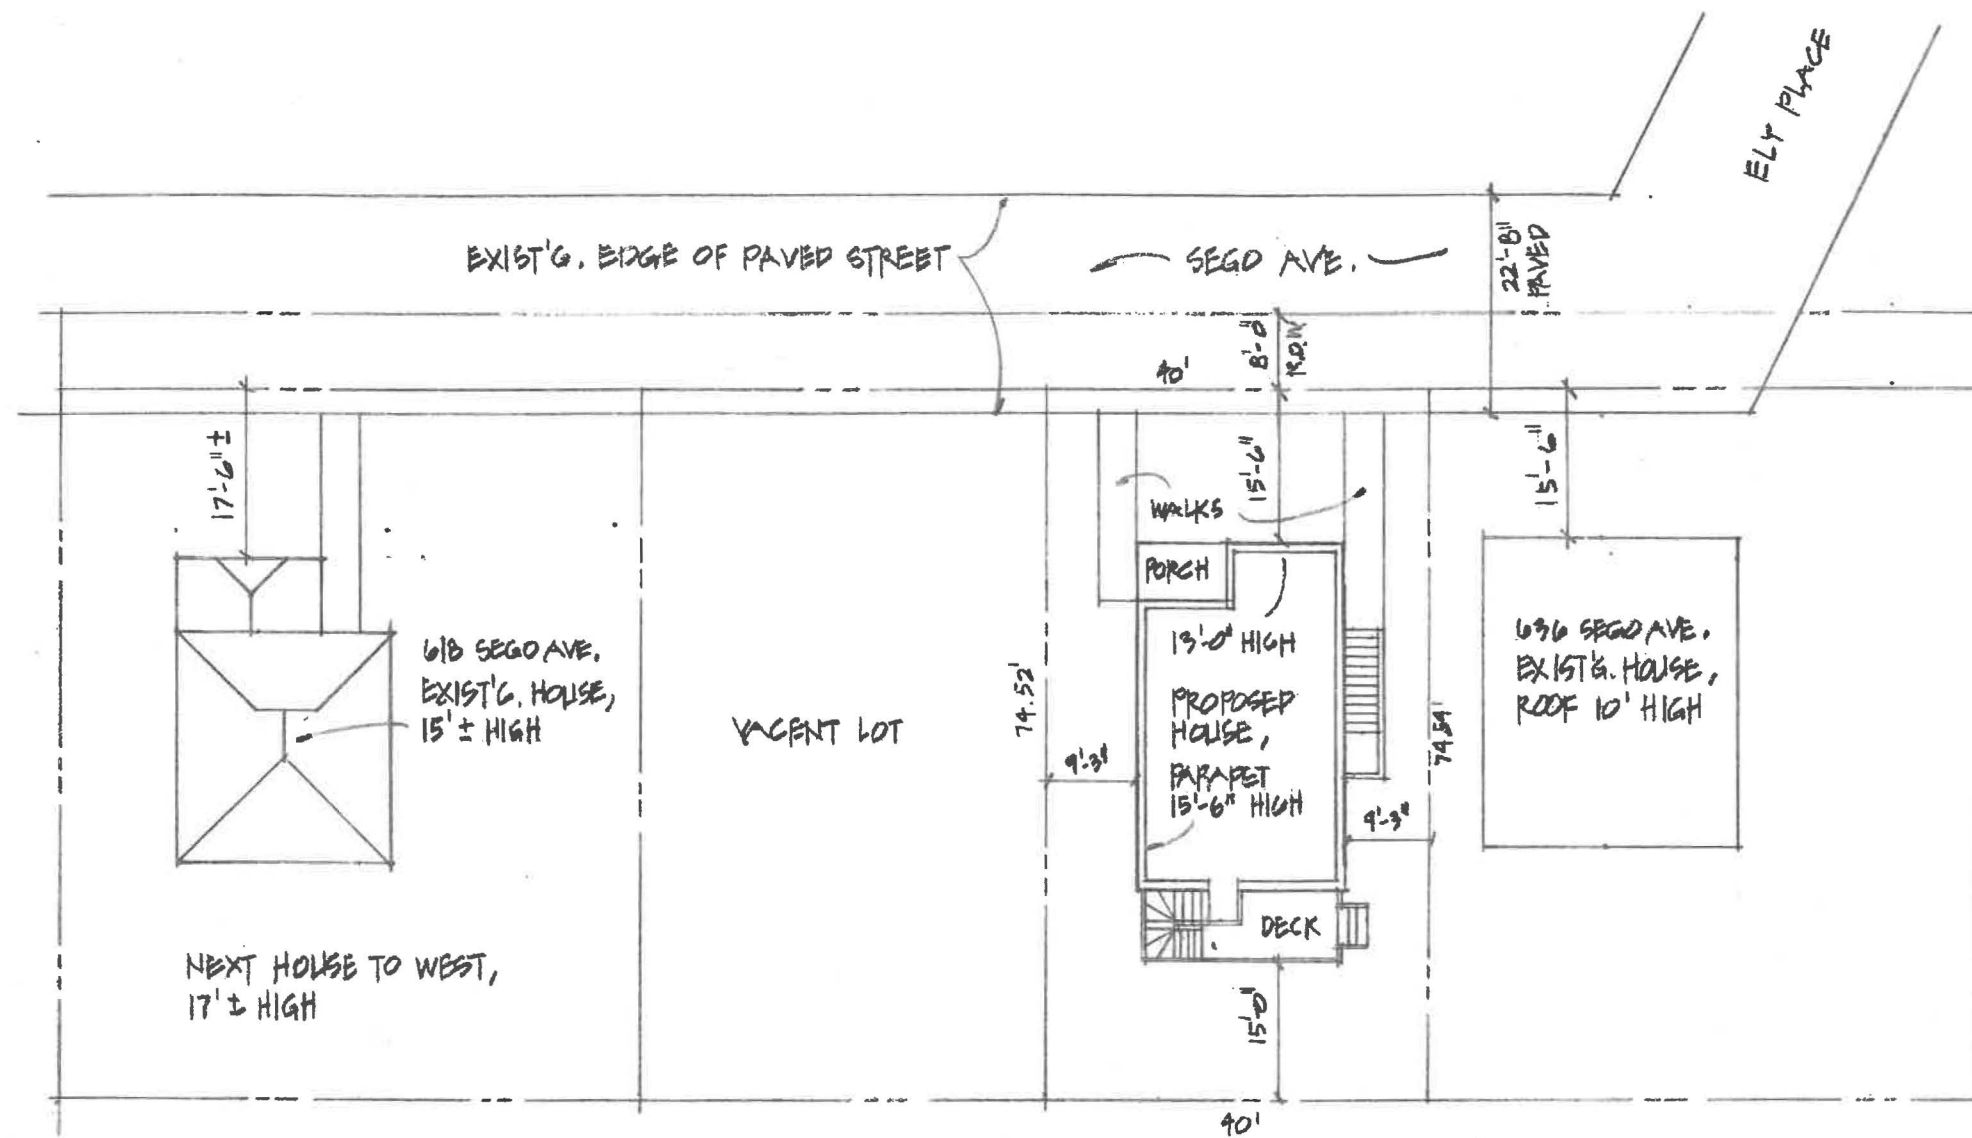 ELY PLACE
EXIST'G. EDGE OF PAVED STREET
SEGO AVE.
22'-8"
PAVED
8'-0"
R.O.W.
40'
17'-6"±
15'-6"
15'-6"
WALKS
PORCH
13'-0" HIGH
618 SEGO AVE.
EXIST'G. HOUSE,
15'± HIGH
VACENT LOT
74.52'
9'-3"
PROPOSED
HOUSE,
PARAPET
15'-6" HIGH
74.54'
9'-3"
636 SEGO AVE.
EXIST'G. HOUSE,
ROOF 10' HIGH
DECK
NEXT HOUSE TO WEST,
17'± HIGH
15'-0"
40'